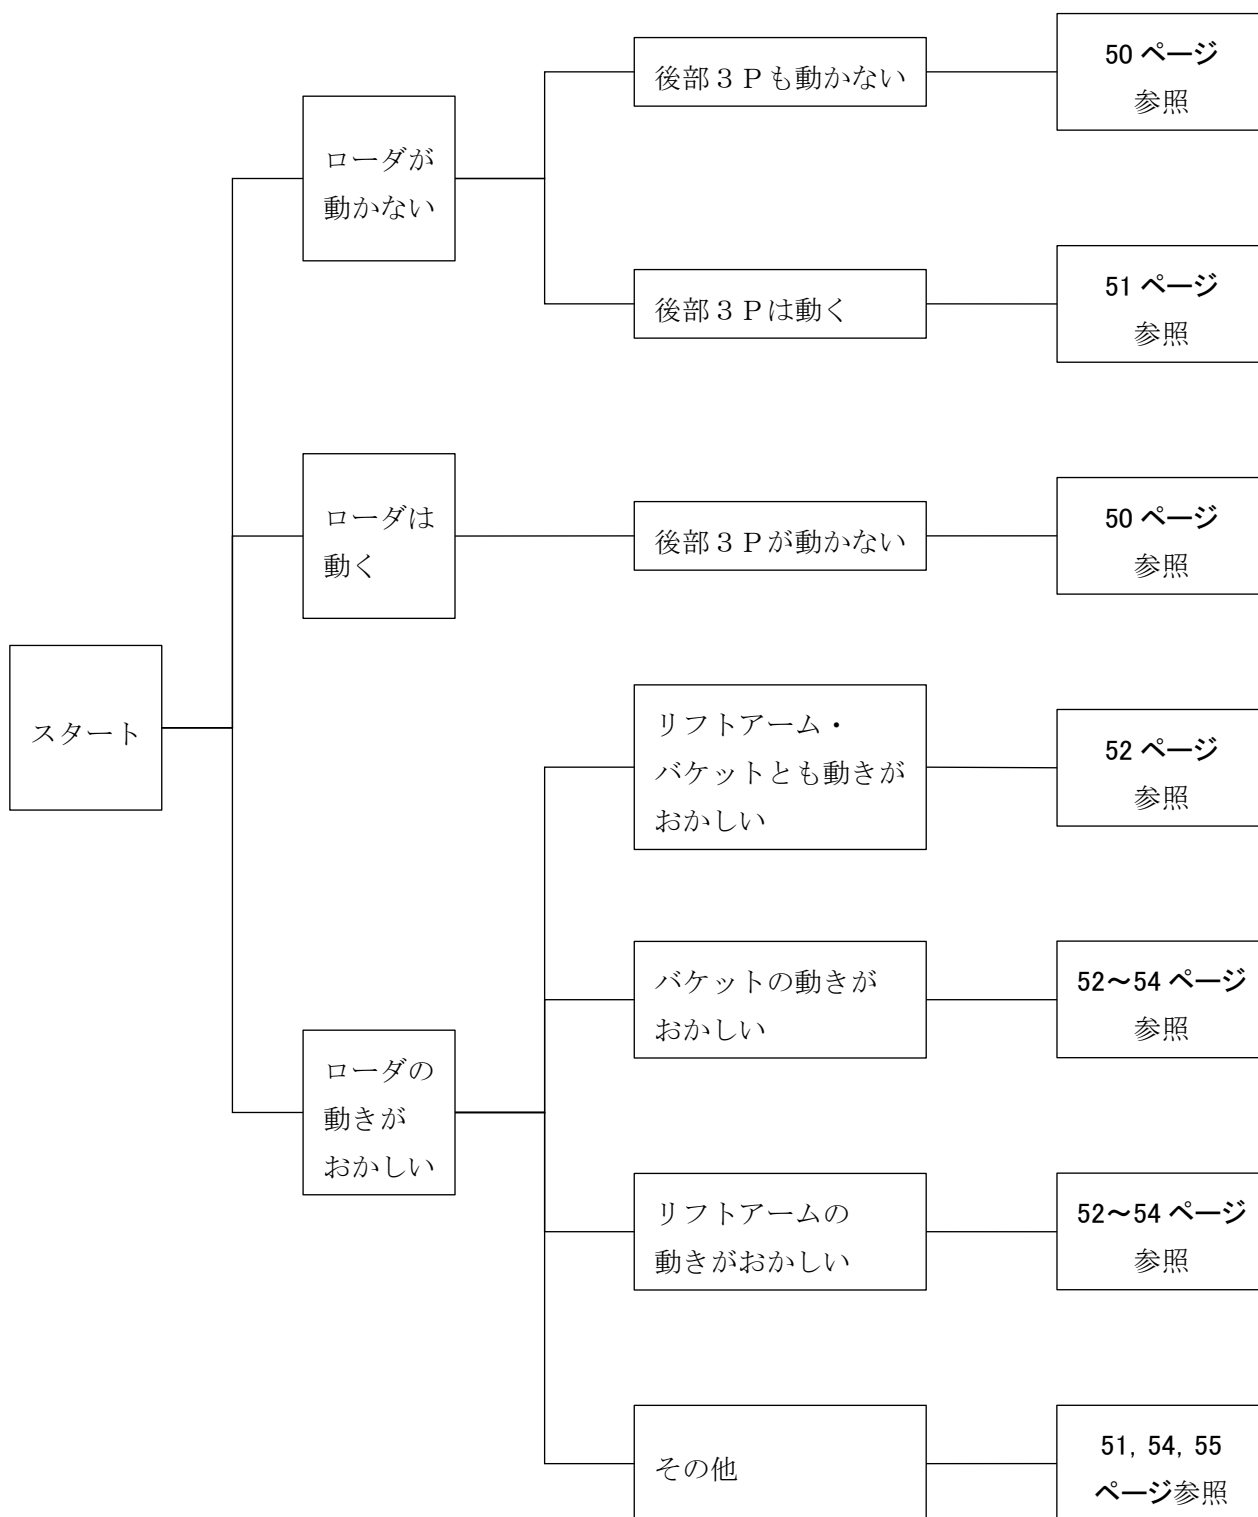 スタート
ローダが
動かない
後部３Ｐも動かない
50 ページ
参照
後部３Ｐは動く
51 ページ
参照
ローダは
動く
後部３Ｐが動かない
50 ページ
参照
ローダの
動きが
おかしい
リフトアーム・
バケットとも動きが
おかしい
52 ページ
参照
バケットの動きが
おかしい
52～54 ページ
参照
リフトアームの
動きがおかしい
52～54 ページ
参照
その他
51, 54, 55
ページ参照